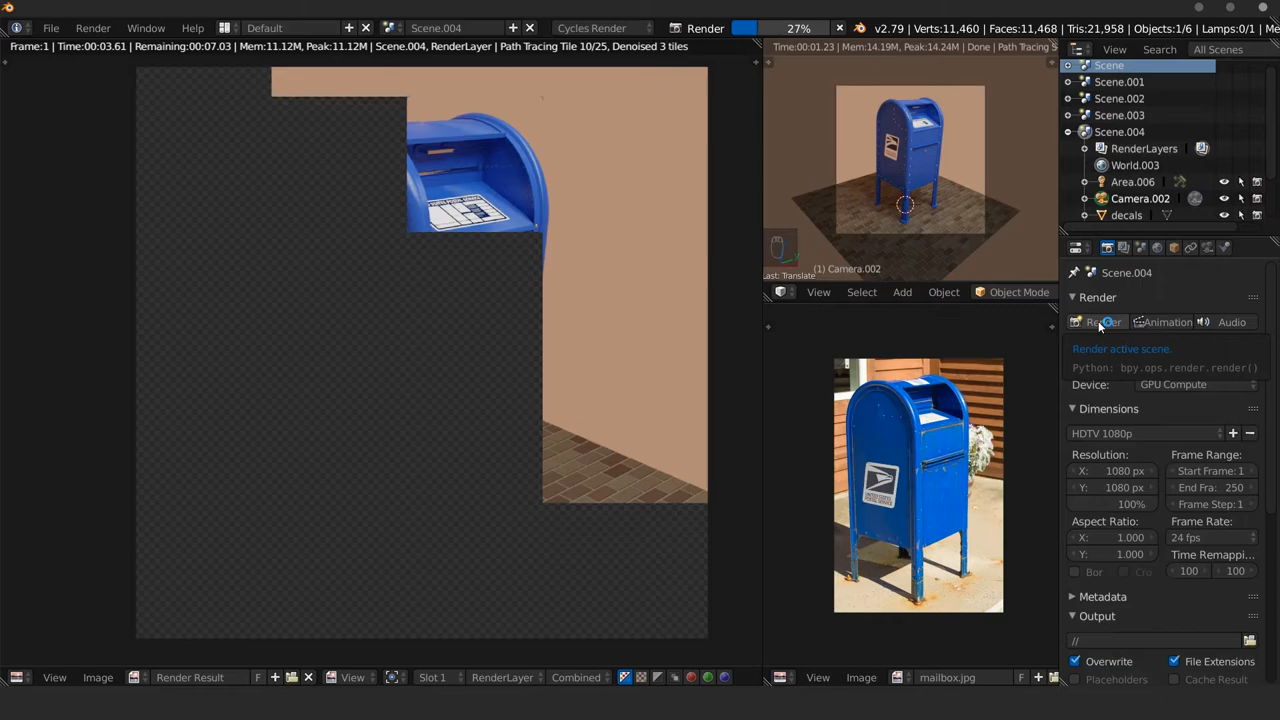 File Render Window Help Default Scene.004 Cycles Render Render 27% v2.79 | Verts:11,460 | Faces:11,468 | Tris:21,958 | Objects:1/6 | Lamps:0/1 | Me
Frame:1 | Time:00:03.61 | Remaining:00:07.03 | Mem:11.12M, Peak:11.12M | Scene.004, RenderLayer | Path Tracing Tile 10/25, Denoised 3 tiles
Time:00:01.23 | Mem:14.19M, Peak:14.24M | Done | Path Tracing S
View Search All Scenes
Scene
Scene.001
Scene.002
Scene.003
Scene.004
RenderLayers
World.003
Area.006
Camera.002
decals
Last: Translate
(1) Camera.002
View Select Add Object Object Mode
Scene.004
Render
Render Animation Audio
Render active scene.
Python: bpy.ops.render.render()
Device: GPU Compute
Dimensions
HDTV 1080p
Resolution: Frame Range:
X: 1080 px Start Frame: 1
Y: 1080 px End Fra: 250
100% Frame Step: 1
Aspect Ratio: Frame Rate:
X: 1.000 24 fps
Y: 1.000 Time Remappi...
Bor Cro 100 100
Metadata
Output
//
Overwrite File Extensions
Placeholders Cache Result
UNITED STATES
POSTAL SERVICE
View Image Render Result F View Slot 1 RenderLayer Combined
View Image mailbox.jpg F